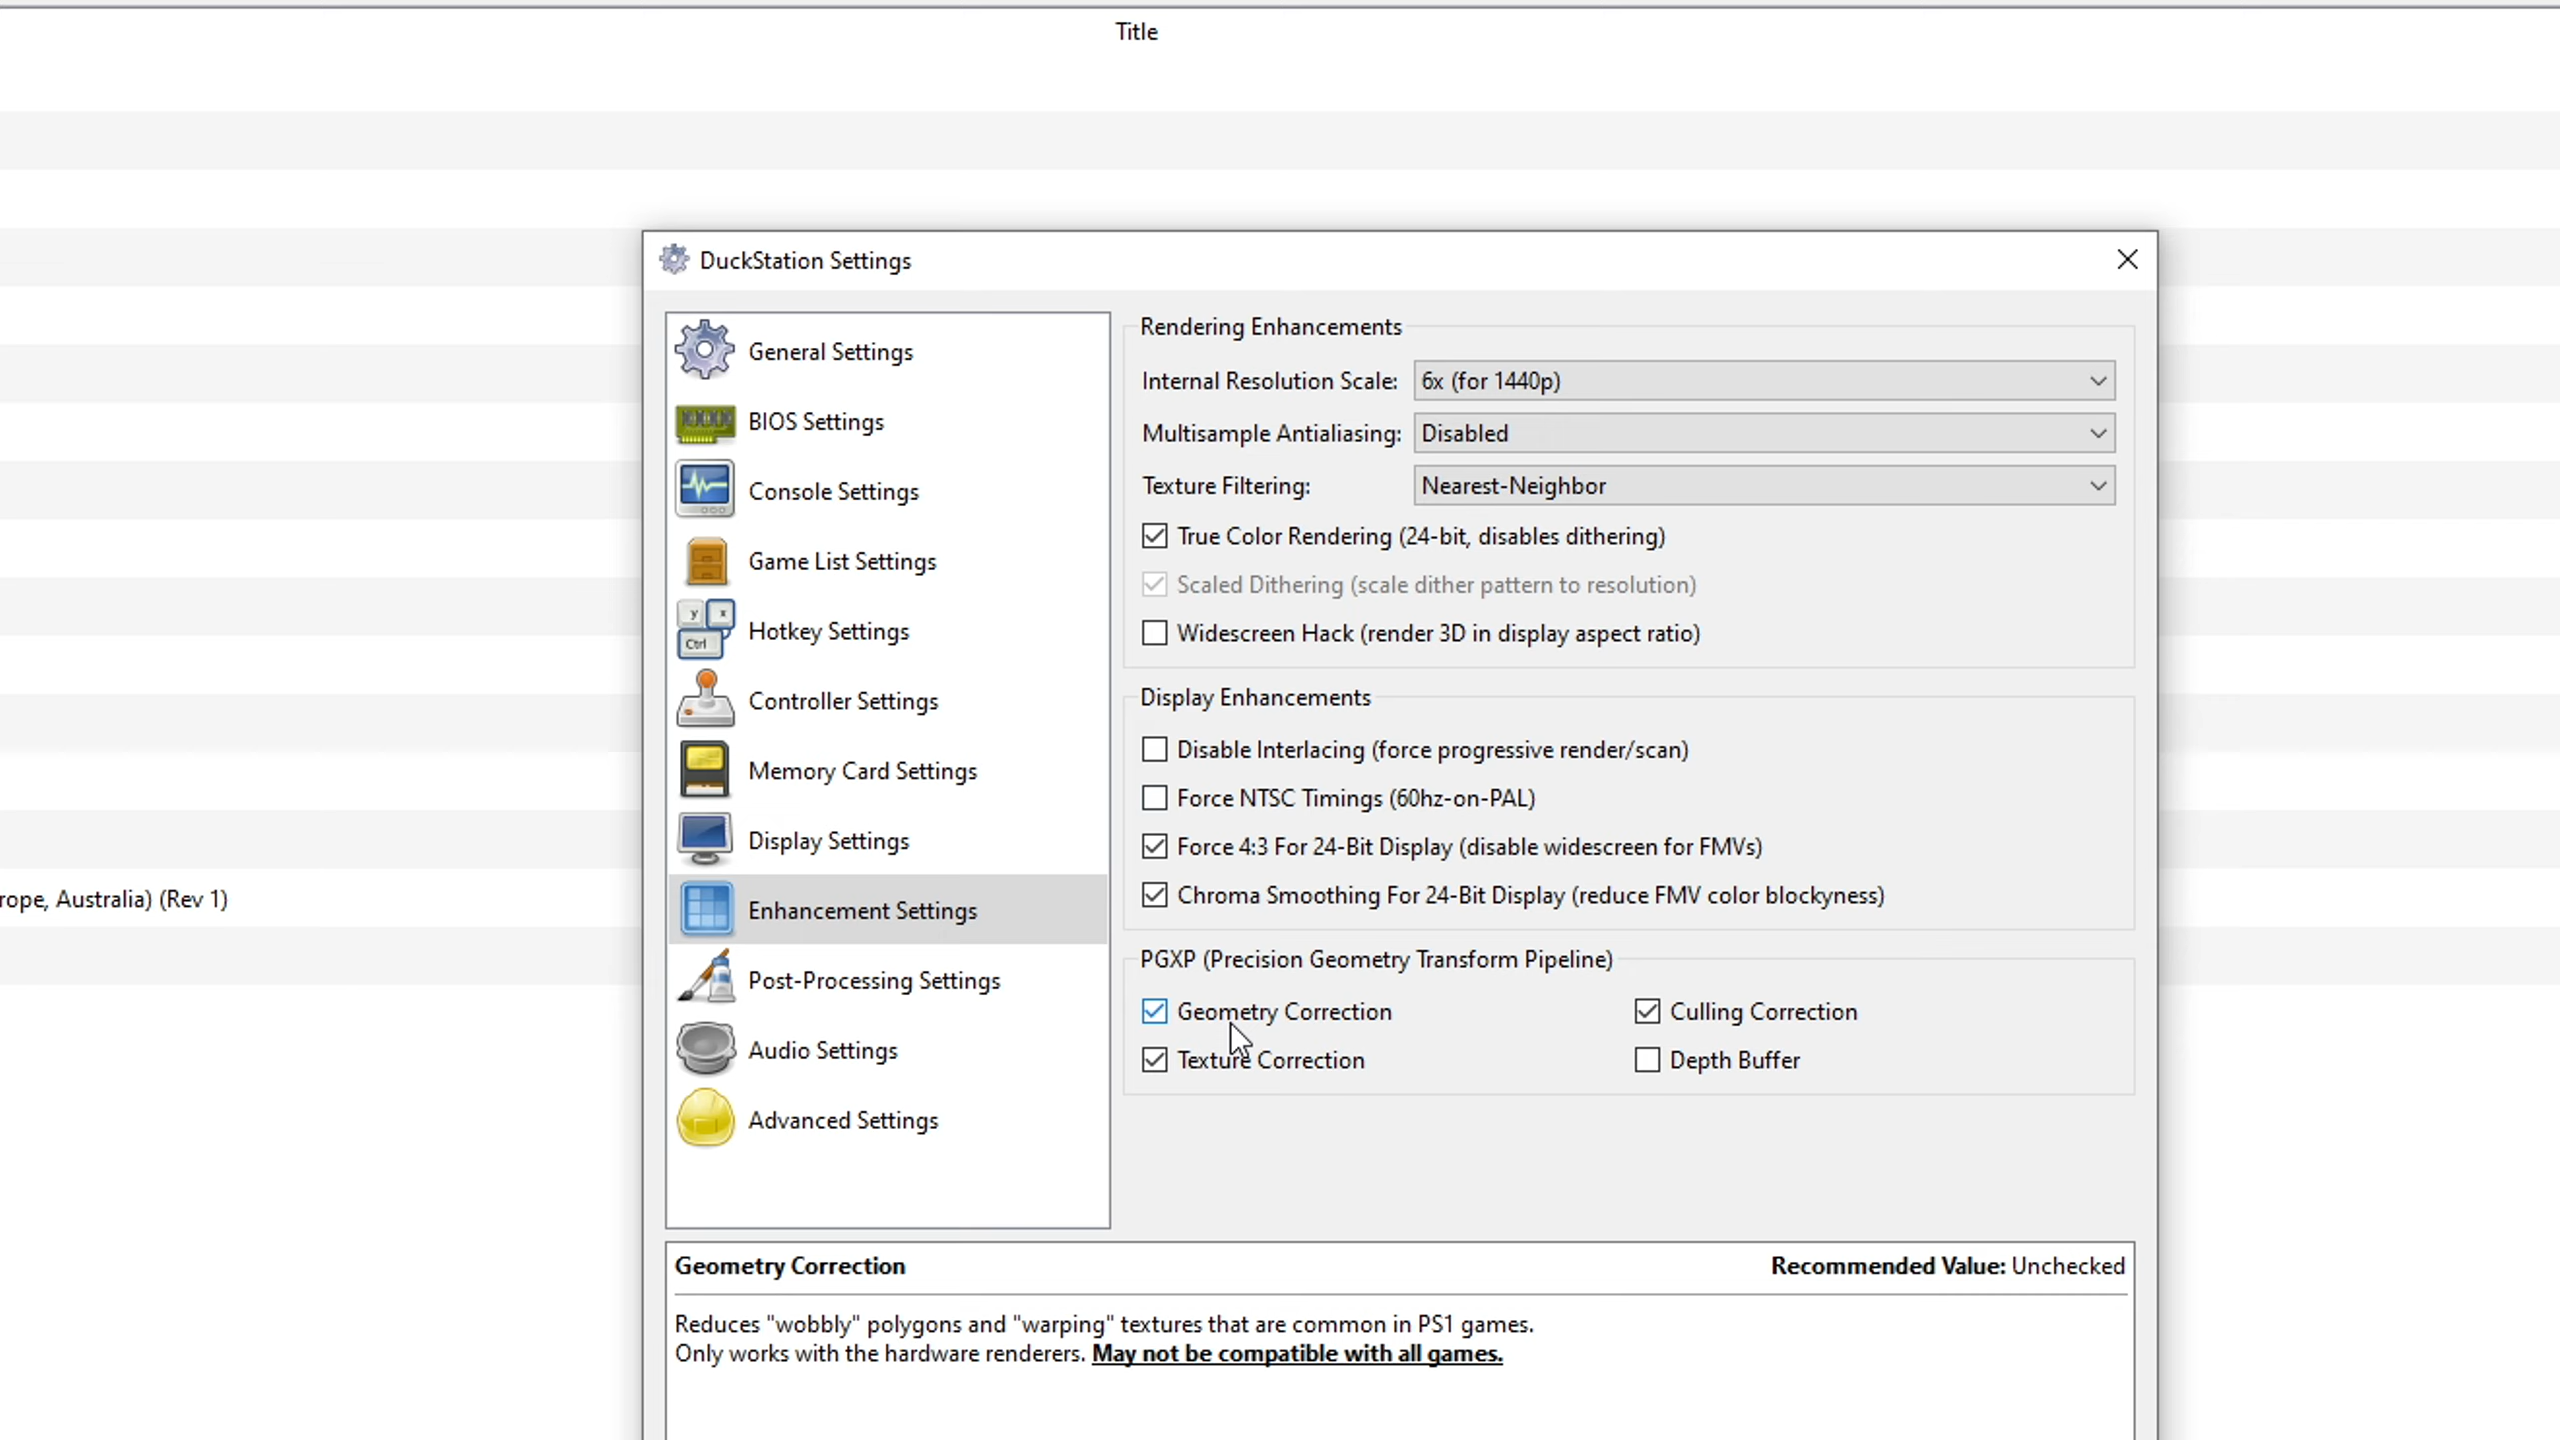 Title
rope, Australia) (Rev 1)
DuckStation Settings
General Settings
BIOS Settings
Console Settings
Game List Settings
y x
Ctrl
Hotkey Settings
Controller Settings
Memory Card Settings
Display Settings
Enhancement Settings
Post-Processing Settings
Audio Settings
Advanced Settings
Rendering Enhancements
Internal Resolution Scale: 6x (for 1440p)
Multisample Antialiasing: Disabled
Texture Filtering: Nearest-Neighbor
True Color Rendering (24-bit, disables dithering)
Scaled Dithering (scale dither pattern to resolution)
Widescreen Hack (render 3D in display aspect ratio)
Display Enhancements
Disable Interlacing (force progressive render/scan)
Force NTSC Timings (60hz-on-PAL)
Force 4:3 For 24-Bit Display (disable widescreen for FMVs)
Chroma Smoothing For 24-Bit Display (reduce FMV color blockyness)
PGXP (Precision Geometry Transform Pipeline)
Geometry Correction Culling Correction
Texture Correction Depth Buffer
Geometry Correction Recommended Value: Unchecked
Reduces "wobbly" polygons and "warping" textures that are common in PS1 games.
Only works with the hardware renderers. May not be compatible with all games.